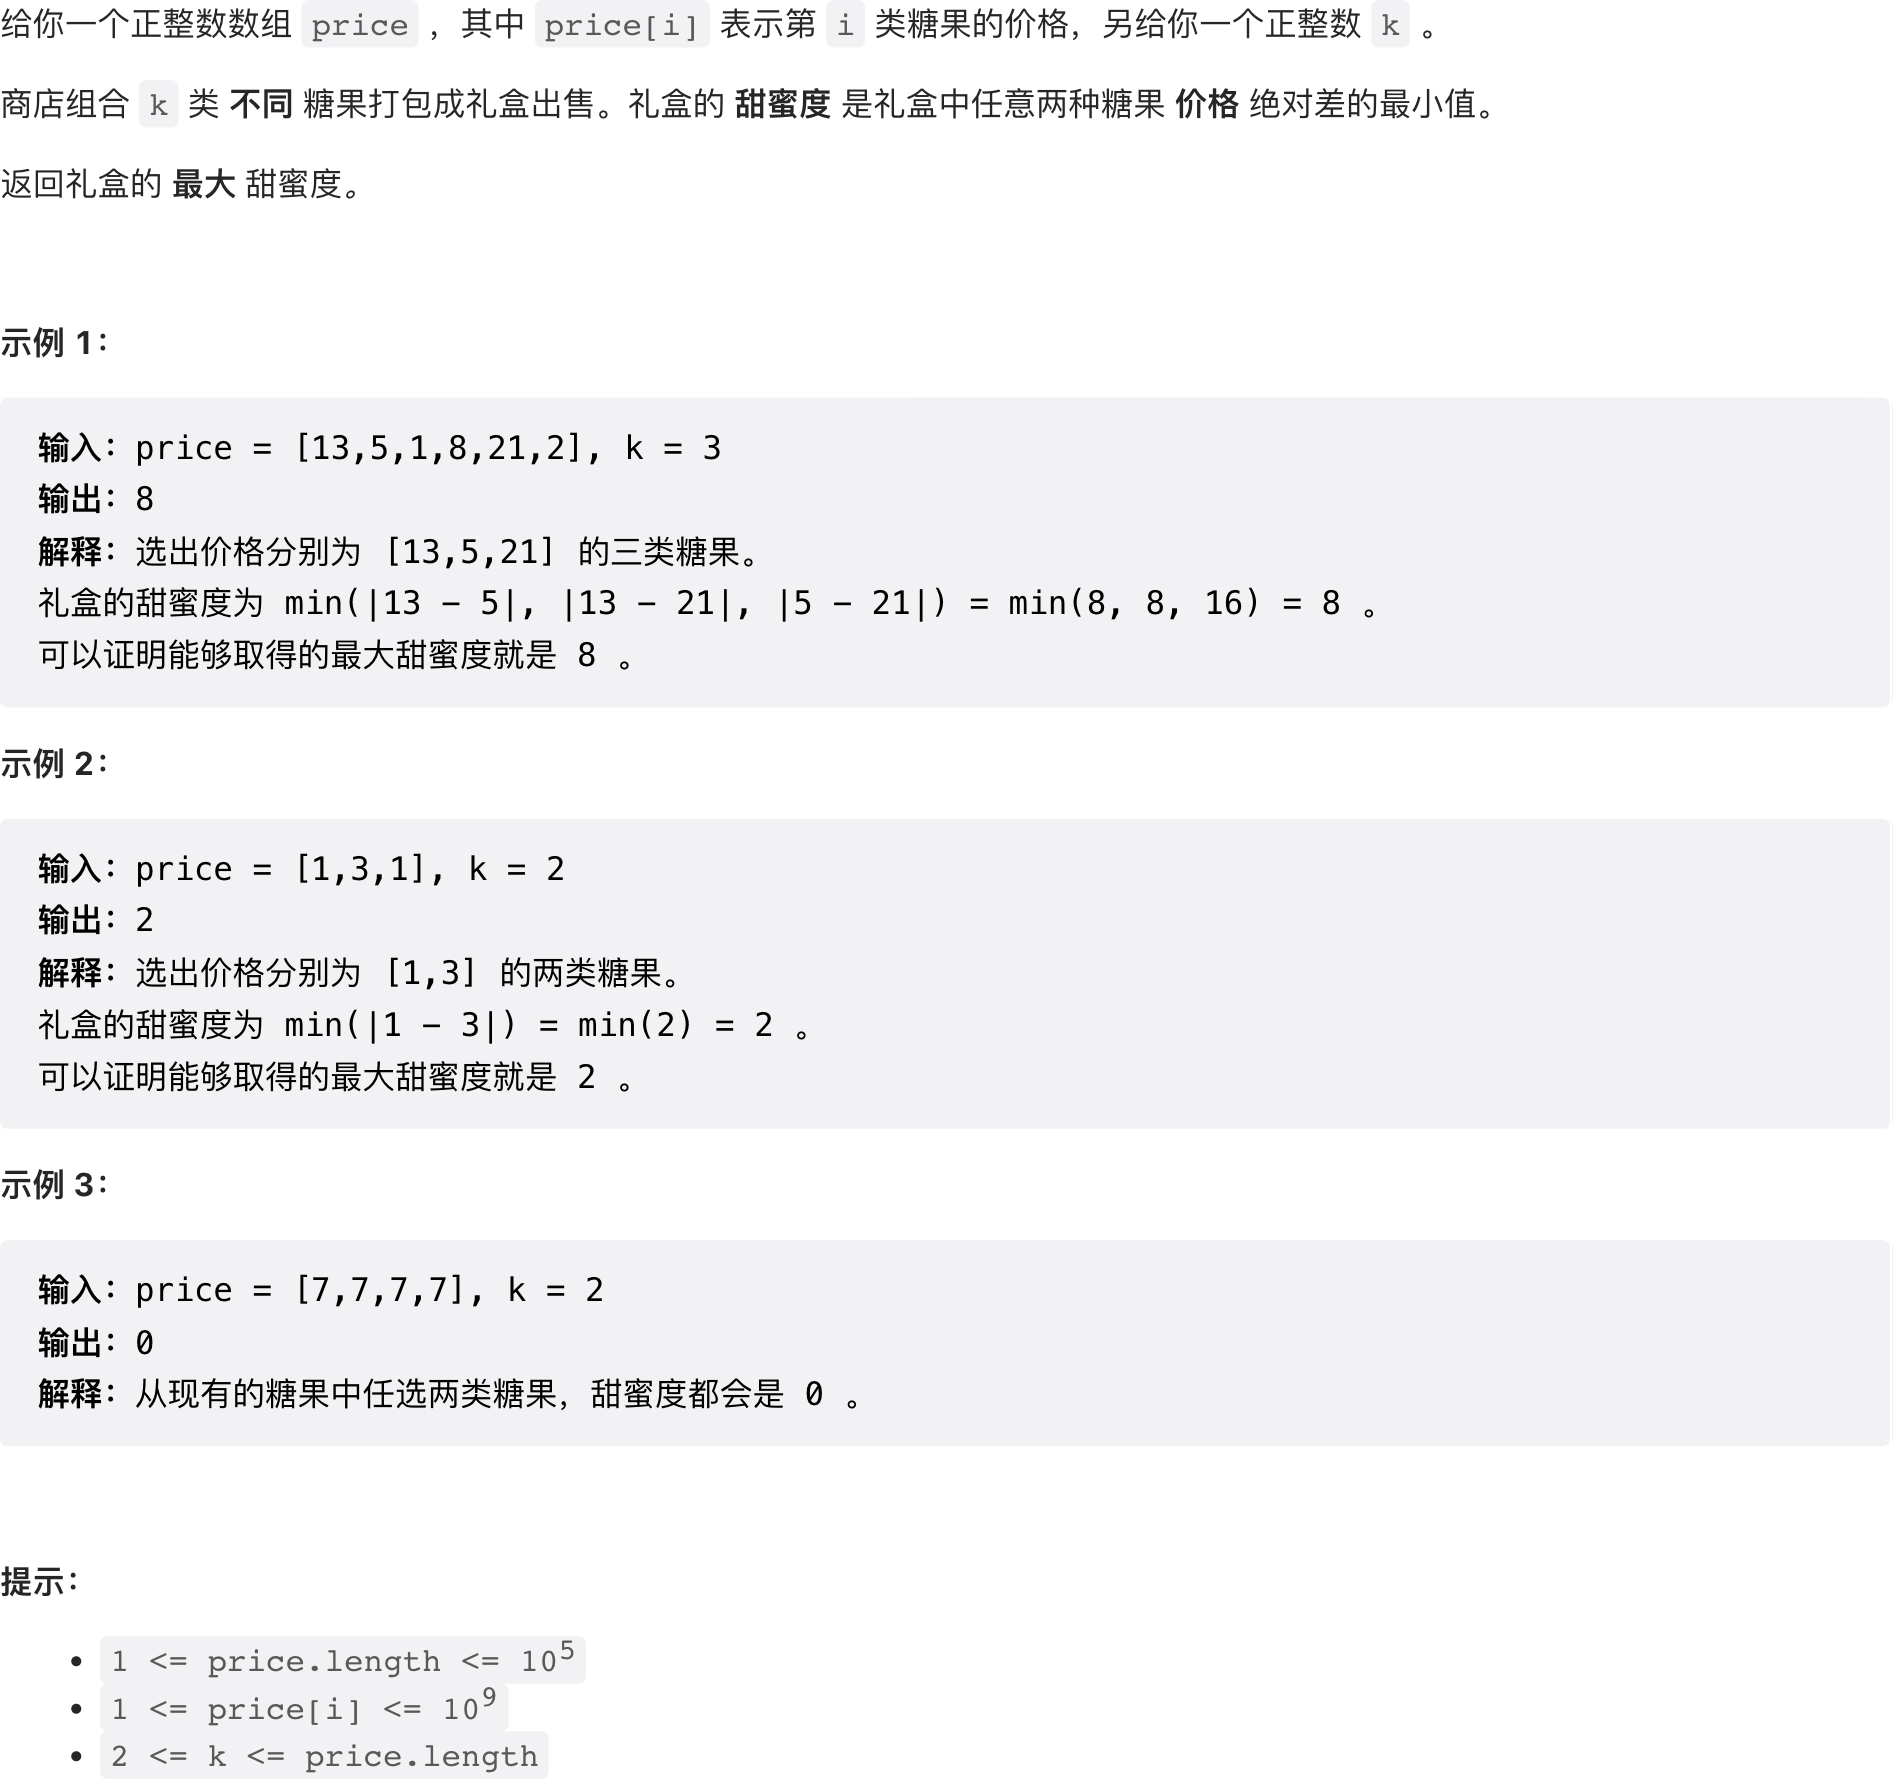 给你一个正整数数组 price ，其中 price[i] 表示第 i 类糖果的价格，另给你一个正整数 k 。
商店组合 k 类 不同 糖果打包成礼盒出售。礼盒的 甜蜜度 是礼盒中任意两种糖果 价格 绝对差的最小值。
返回礼盒的 最大 甜蜜度。
示例 1：
输入：price = [13,5,1,8,21,2], k = 3
输出：8
解释：选出价格分别为 [13,5,21] 的三类糖果。
礼盒的甜蜜度为 min(|13 - 5|, |13 - 21|, |5 - 21|) = min(8, 8, 16) = 8 。
可以证明能够取得的最大甜蜜度就是 8 。
示例 2：
输入：price = [1,3,1], k = 2
输出：2
解释：选出价格分别为 [1,3] 的两类糖果。
礼盒的甜蜜度为 min(|1 - 3|) = min(2) = 2 。
可以证明能够取得的最大甜蜜度就是 2 。
示例 3：
输入：price = [7,7,7,7], k = 2
输出：0
解释：从现有的糖果中任选两类糖果，甜蜜度都会是 0 。
提示：
• 1 <= price.length <= 10⁵
• 1 <= price[i] <= 10⁹
• 2 <= k <= price.length